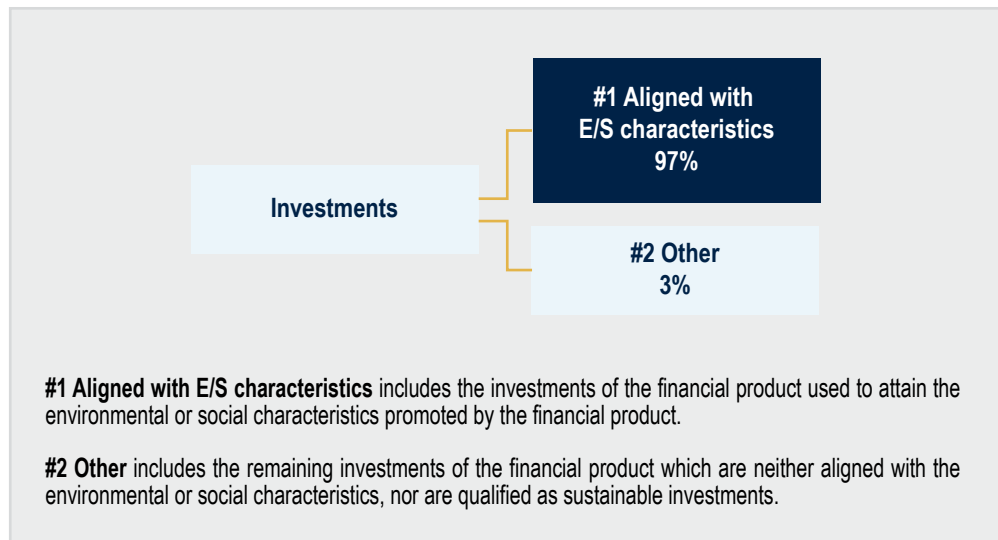 #1 Aligned with
E/S characteristics
97%
Investments
#2 Other
3%
#1 Aligned with E/S characteristics includes the investments of the financial product used to attain the
environmental or social characteristics promoted by the financial product.
#2 Other includes the remaining investments of the financial product which are neither aligned with the
environmental or social characteristics, nor are qualified as sustainable investments.